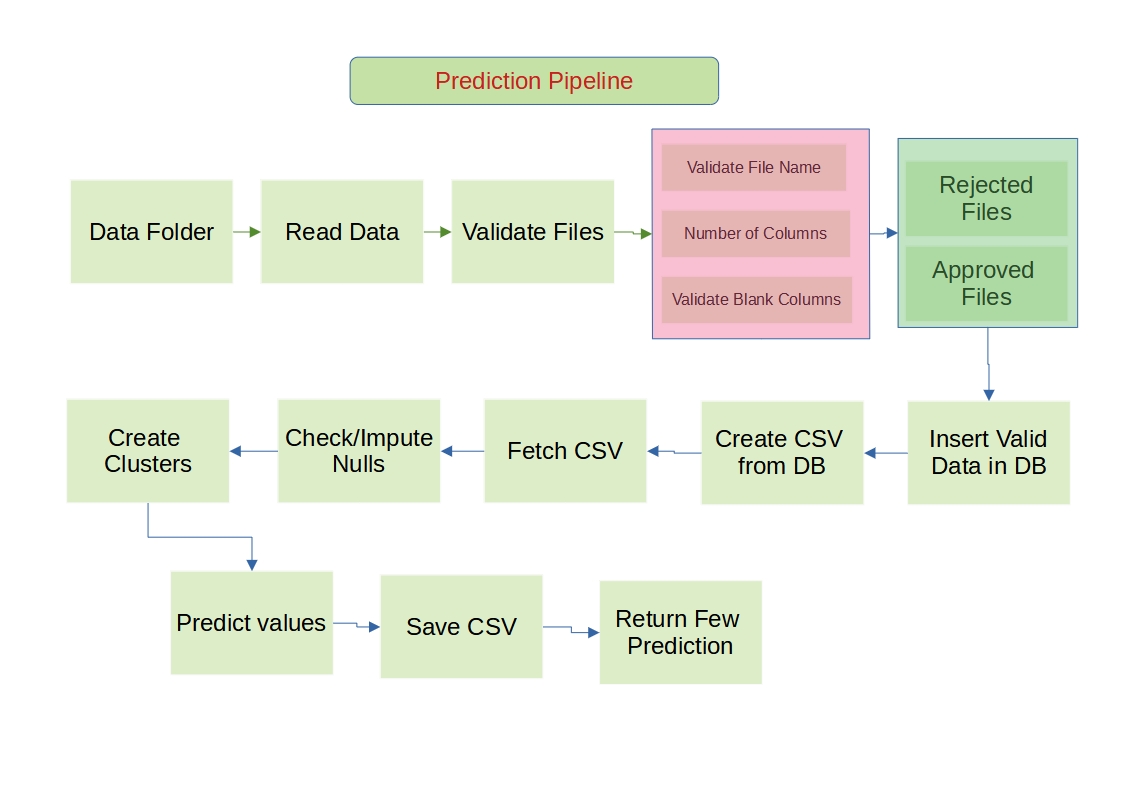 Prediction Pipeline
Data Folder
Read Data
Validate Files
Validate File Name
Number of Columns
Validate Blank Columns
Rejected
Files
Approved
Files
Insert Valid
Data in DB
Create CSV
from DB
Fetch CSV
Check/Impute
Nulls
Create
Clusters
Predict values
Save CSV
Return Few
Prediction